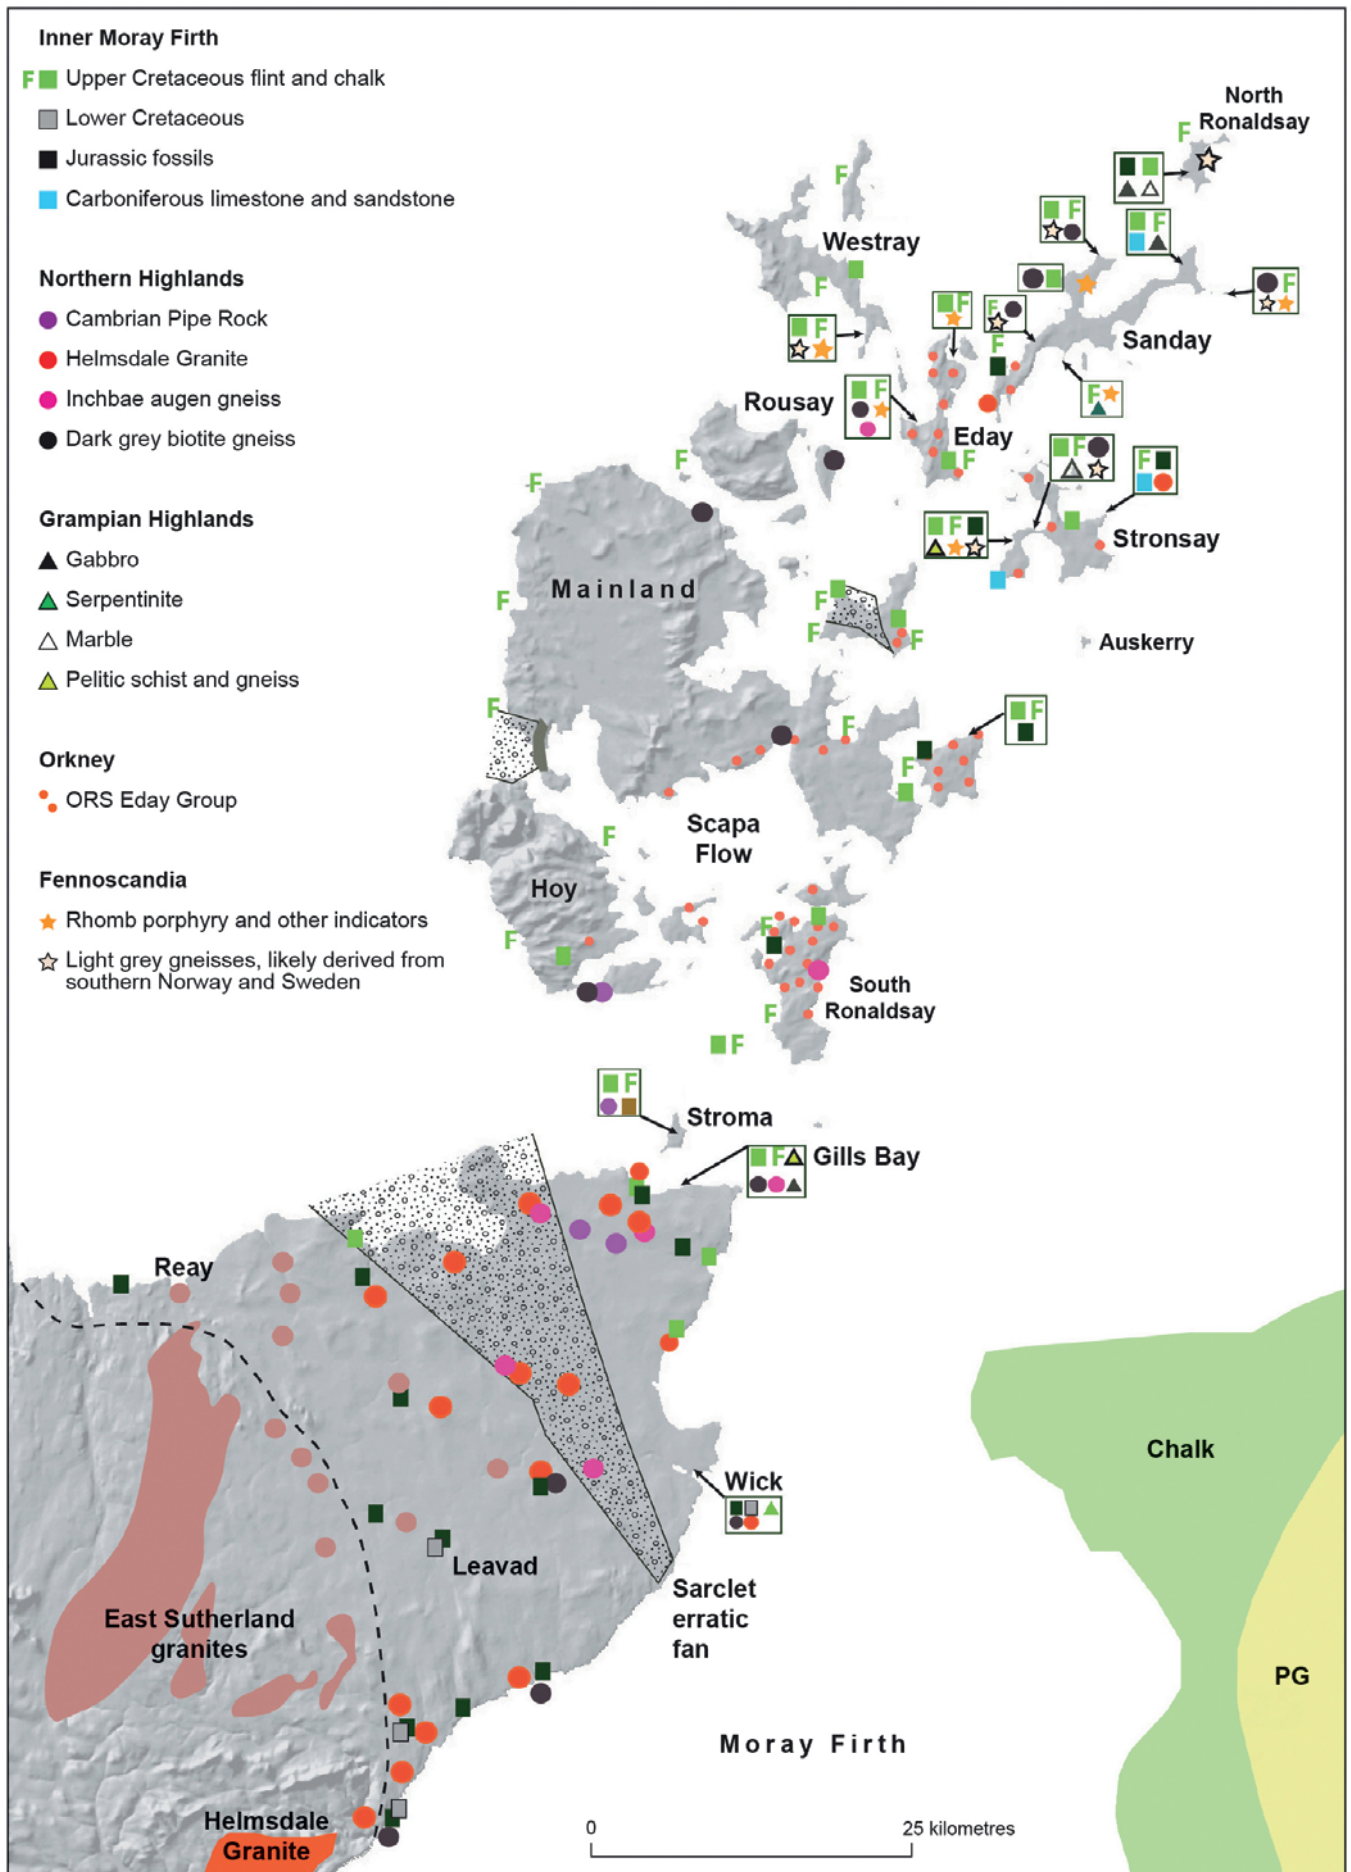 Inner Moray Firth
F Upper Cretaceous flint and chalk
Lower Cretaceous
Jurassic fossils
Carboniferous limestone and sandstone
Northern Highlands
Cambrian Pipe Rock
Helmsdale Granite
Inchbae augen gneiss
Dark grey biotite gneiss
Grampian Highlands
Gabbro
Serpentinite
Marble
Pelitic schist and gneiss
Orkney
ORS Eday Group
Fennoscandia
Rhomb porphyry and other indicators
Light grey gneisses, likely derived from
southern Norway and Sweden
North
Ronaldsay
F
F
Westray
F
F
F
F
F
F
F
F
Sanday
F
F
F
Rousay
F
Eday
F
F
F
F
F
F
Stronsay
Mainland
F
F
F
F
Auskerry
F
F
F
F
Scapa
Flow
F
Hoy
F
F
South
Ronaldsay
F
F
F
Stroma
F
Gills Bay
Reay
Wick
Leavad
Sarclet
erratic
fan
East Sutherland
granites
Chalk
PG
Moray Firth
Helmsdale
Granite
0
25 kilometres